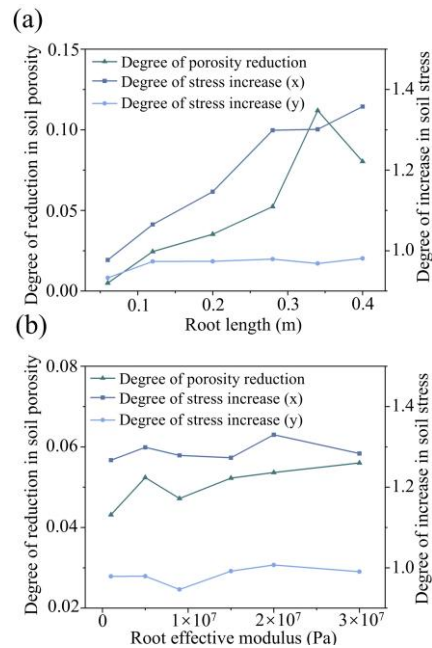 (a)
Degree of reduction in soil porosity
0.15
0.10
0.05
0.00
Degree of porosity reduction
Degree of stress increase (x)
Degree of stress increase (y)
1.4
1.2
1.0
Degree of increase in soil stress
0.1
0.2
0.3
0.4
Root length (m)
(b)
Degree of reduction in soil porosity
0.08
0.06
0.04
0.02
Degree of porosity reduction
Degree of stress increase (x)
Degree of stress increase (y)
1.4
1.2
1.0
Degree of increase in soil stress
0
1×10⁷
2×10⁷
3×10⁷
Root effective modulus (Pa)